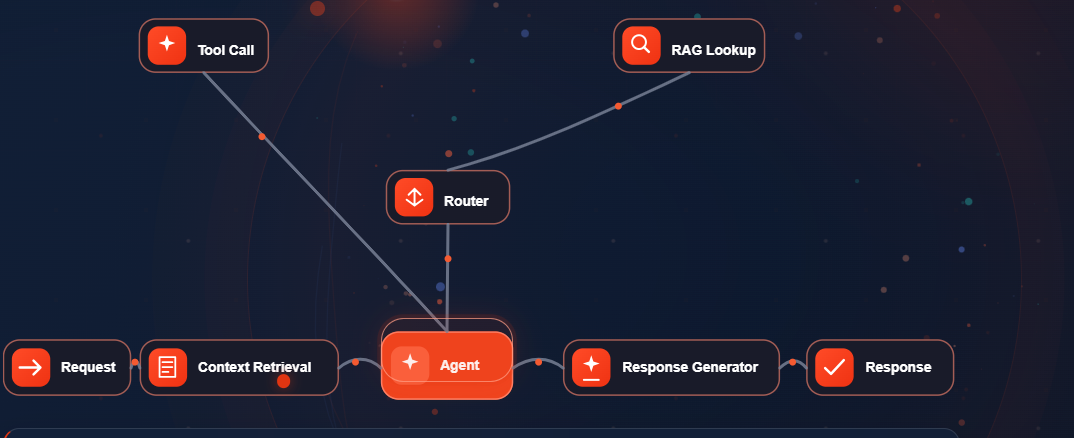 Tool Call
RAG Lookup
Router
Request
Context Retrieval
Agent
Response Generator
Response